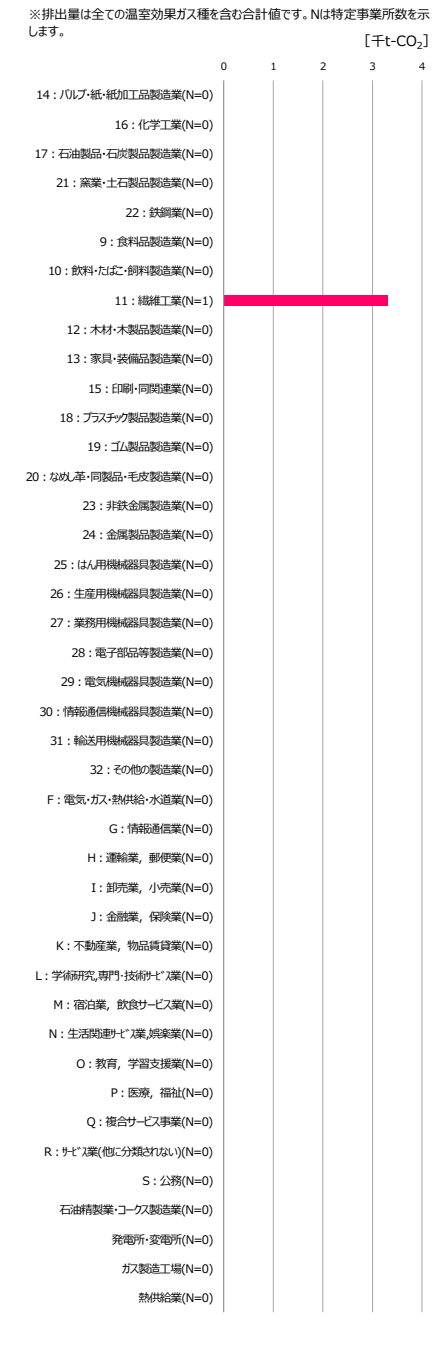 ※排出量は全ての温室効果ガス種を含む合計値です。Nは特定事業所数を示
します。
[千t-CO₂]
0 1 2 3 4
14：パルプ・紙・紙加工品製造業(N=0)
16：化学工業(N=0)
17：石油製品・石炭製品製造業(N=0)
21：窯業・土石製品製造業(N=0)
22：鉄鋼業(N=0)
9：食料品製造業(N=0)
10：飲料・たばこ・飼料製造業(N=0)
11：繊維工業(N=1)
12：木材・木製品製造業(N=0)
13：家具・装備品製造業(N=0)
15：印刷・同関連業(N=0)
18：プラスチック製品製造業(N=0)
19：ゴム製品製造業(N=0)
20：なめし革・同製品・毛皮製造業(N=0)
23：非鉄金属製造業(N=0)
24：金属製品製造業(N=0)
25：はん用機械器具製造業(N=0)
26：生産用機械器具製造業(N=0)
27：業務用機械器具製造業(N=0)
28：電子部品等製造業(N=0)
29：電気機械器具製造業(N=0)
30：情報通信機械器具製造業(N=0)
31：輸送用機械器具製造業(N=0)
32：その他の製造業(N=0)
F：電気・ガス・熱供給・水道業(N=0)
G：情報通信業(N=0)
H：運輸業，郵便業(N=0)
I：卸売業，小売業(N=0)
J：金融業，保険業(N=0)
K：不動産業，物品賃貸業(N=0)
L：学術研究,専門・技術ｻｰﾋﾞｽ業(N=0)
M：宿泊業，飲食サービス業(N=0)
N：生活関連ｻｰﾋﾞｽ業,娯楽業(N=0)
O：教育，学習支援業(N=0)
P：医療，福祉(N=0)
Q：複合サービス事業(N=0)
R：ｻｰﾋﾞｽ業(他に分類されない)(N=0)
S：公務(N=0)
石油精製業・コークス製造業(N=0)
発電所・変電所(N=0)
ガス製造工場(N=0)
熱供給業(N=0)